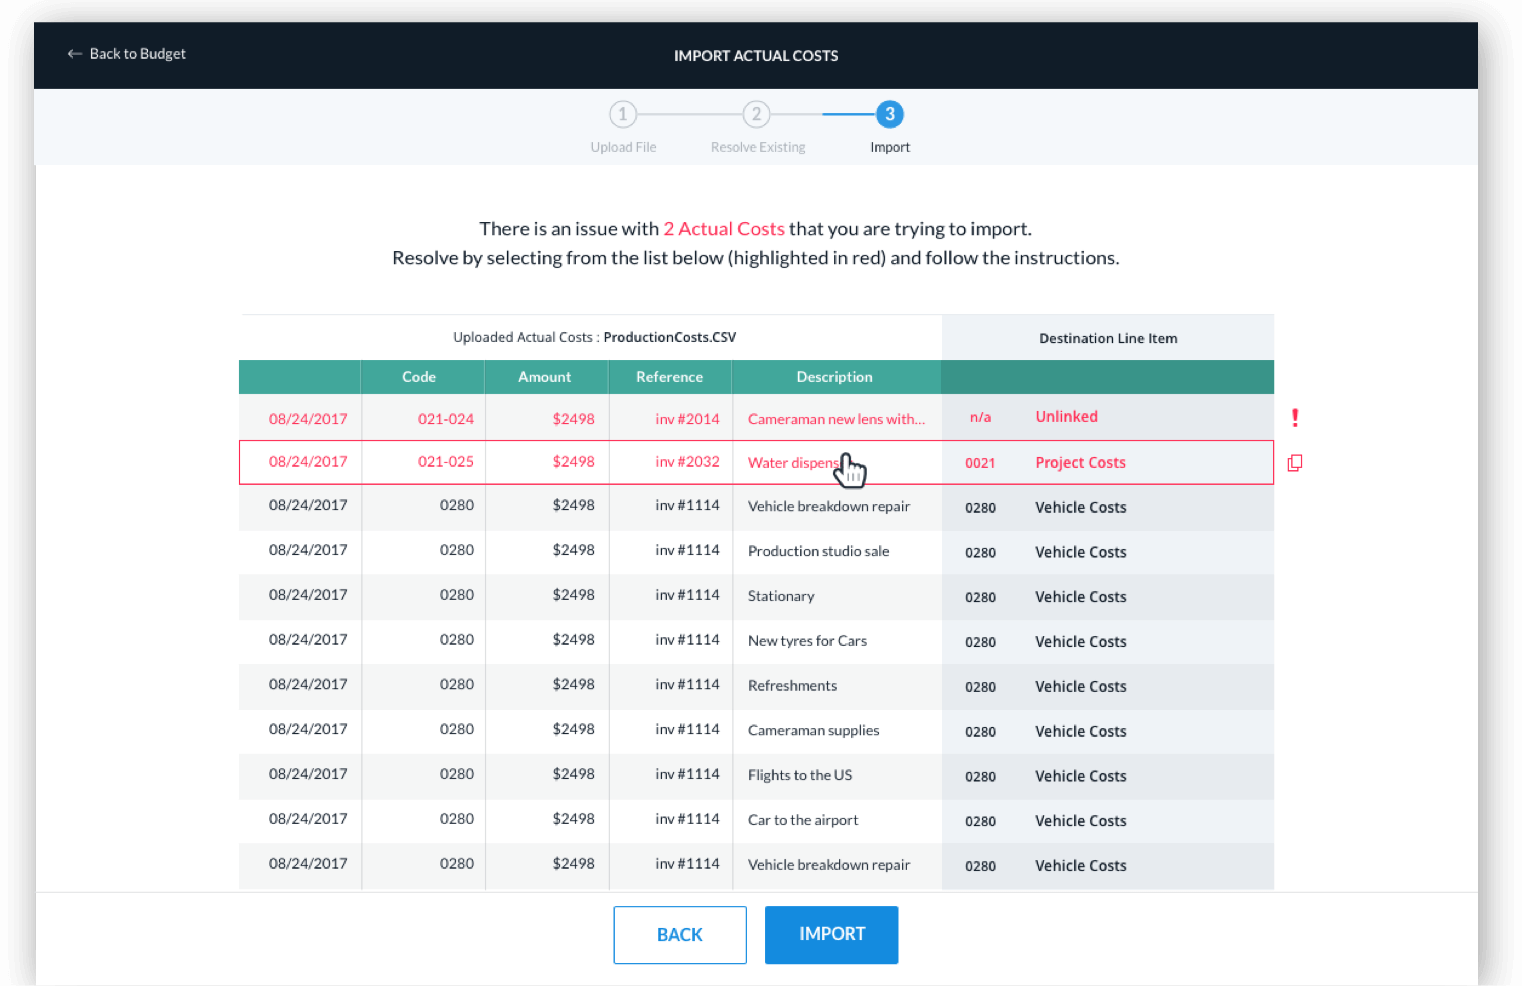 ← Back to Budget
IMPORT ACTUAL COSTS
1 2 3
Upload File Resolve Existing Import
There is an issue with 2 Actual Costs that you are trying to import.
Resolve by selecting from the list below (highlighted in red) and follow the instructions.
Uploaded Actual Costs : ProductionCosts.CSV Destination Line Item
Code Amount Reference Description
08/24/2017 021-024 $2498 inv #2014 Cameraman new lens with... n/a Unlinked !
08/24/2017 021-025 $2498 inv #2032 Water dispens 0021 Project Costs
08/24/2017 0280 $2498 inv #1114 Vehicle breakdown repair 0280 Vehicle Costs
08/24/2017 0280 $2498 inv #1114 Production studio sale 0280 Vehicle Costs
08/24/2017 0280 $2498 inv #1114 Stationary 0280 Vehicle Costs
08/24/2017 0280 $2498 inv #1114 New tyres for Cars 0280 Vehicle Costs
08/24/2017 0280 $2498 inv #1114 Refreshments 0280 Vehicle Costs
08/24/2017 0280 $2498 inv #1114 Cameraman supplies 0280 Vehicle Costs
08/24/2017 0280 $2498 inv #1114 Flights to the US 0280 Vehicle Costs
08/24/2017 0280 $2498 inv #1114 Car to the airport 0280 Vehicle Costs
08/24/2017 0280 $2498 inv #1114 Vehicle breakdown repair 0280 Vehicle Costs
BACK IMPORT